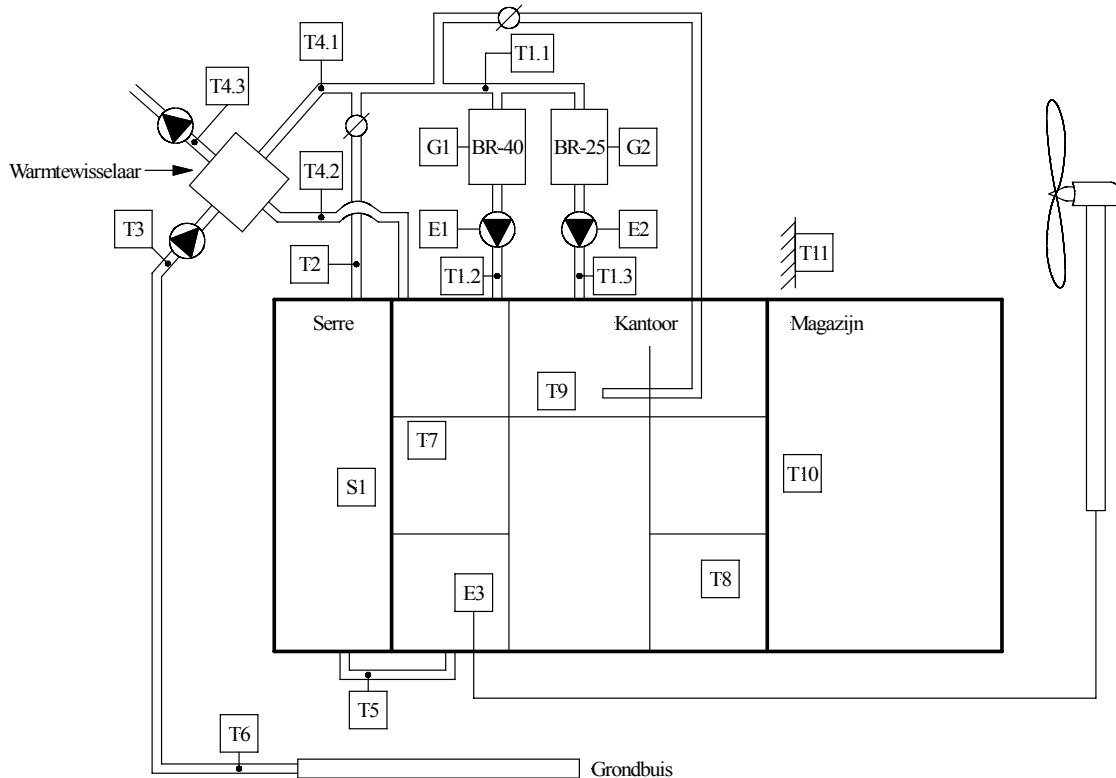 T4.1
T1.1
T4.3
G1
BR-40
BR-25
G2
Warmtewisselaar
T4.2
T3
E1
E2
T11
T2
T1.2
T1.3
Serre
Kantoor
Magazijn
T9
T7
T10
S1
T8
E3
T5
T6
Grondbuis